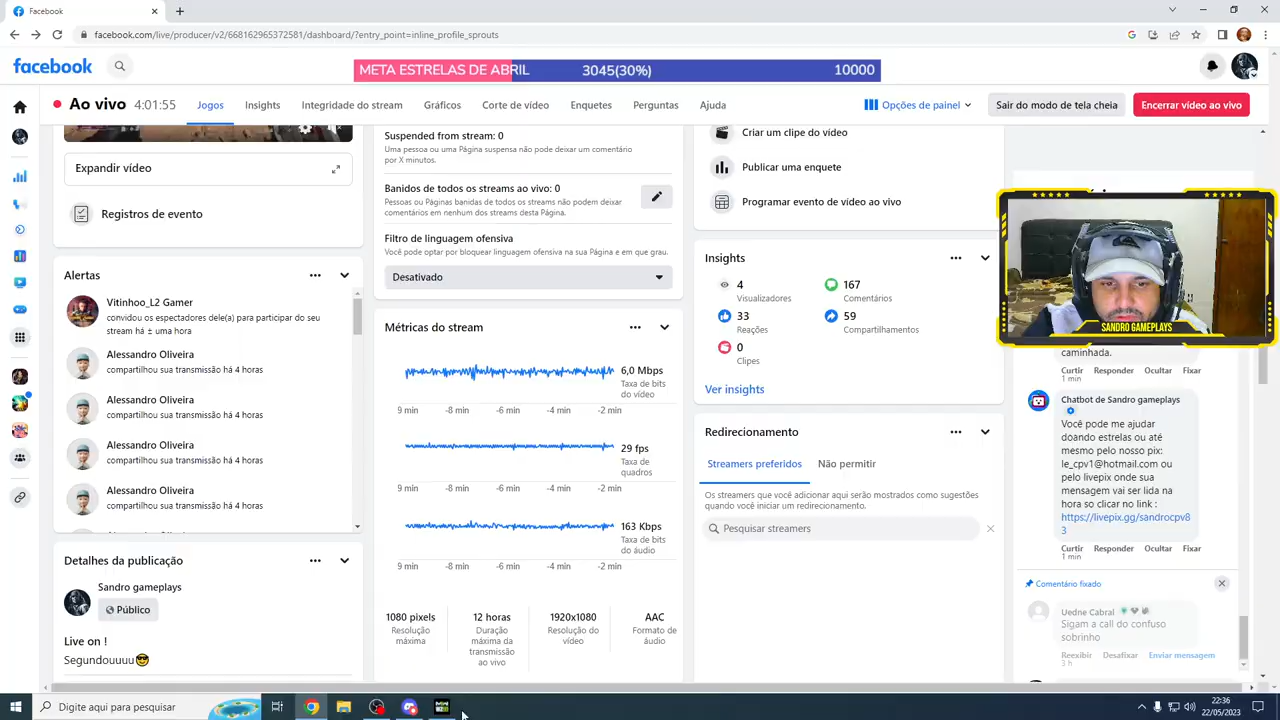 Facebook
facebook.com/live/producer/v2/668162965372581/dashboard/?entry_point=inline_profile_sprouts
facebook
META ESTRELAS DE ABRIL 3045(30%) 10000
Ao vivo 4:01:55
Jogos Insights Integridade do stream Gráficos Corte de vídeo Enquetes Perguntas Ajuda
Opções de painel
Sair do modo de tela cheia
Encerrar vídeo ao vivo
Expandir vídeo
Registros de evento
Alertas
Vitinhoo_L2 Gamer
convidou os espectadores dele(a) para participar do seu
stream há ± uma hora
Alessandro Oliveira
compartilhou sua transmissão há 4 horas
Alessandro Oliveira
compartilhou sua transmissão há 4 horas
Alessandro Oliveira
compartilhou sua transmissão há 4 horas
Alessandro Oliveira
compartilhou sua transmissão há 4 horas
Detalhes da publicação
Sandro gameplays
Público
Live on !
Segundouuuu😎
Suspended from stream: 0
Uma pessoa ou uma Página suspensa não pode deixar um comentário
por X minutos.
Banidos de todos os streams ao vivo: 0
Pessoas ou Páginas banidas de todos os streams não podem deixar
comentários em nenhum dos streams desta Página.
Filtro de linguagem ofensiva
Você pode optar por bloquear linguagem ofensiva na sua Página e em que grau.
Desativado
Métricas do stream
6,0 Mbps
Taxa de bits
do vídeo
9 min -8 min -6 min -4 min -2 min
29 fps
Taxa de
quadros
9 min -8 min -6 min -4 min -2 min
163 Kbps
Taxa de bits
do áudio
9 min -8 min -6 min -4 min -2 min
1080 pixels
Resolução
máxima
12 horas
Duração
máxima da
transmissão
ao vivo
1920x1080
Resolução do
vídeo
AAC
Formato de
áudio
Criar um clipe do vídeo
Publicar uma enquete
Programar evento de vídeo ao vivo
Insights
4
Visualizadores
167
Comentários
33
Reações
59
Compartilhamentos
0
Clipes
Ver insights
Redirecionamento
Streamers preferidos Não permitir
Os streamers que você adicionar aqui serão mostrados como sugestões
quando você iniciar um redirecionamento.
Pesquisar streamers
SANDRO GAMEPLAYS
caminhada.
Curtir Responder Ocultar Fixar
1 min
Chatbot de Sandro gameplays
Você pode me ajudar
doando estrelas ou até
mesmo pelo nosso pix:
le_cpv1@hotmail.com ou
pelo livepix onde sua
mensagem vai ser lida na
hora so clicar no link :
https://livepix.gg/sandrocpv8
3
Curtir Responder Ocultar Fixar
1 min
Comentário fixado
Uedne Cabral
Sigam a call do confuso
sobrinho
Reexibir Desafixar Enviar mensagem
3 h
Digite aqui para pesquisar
22:36
22/05/2023